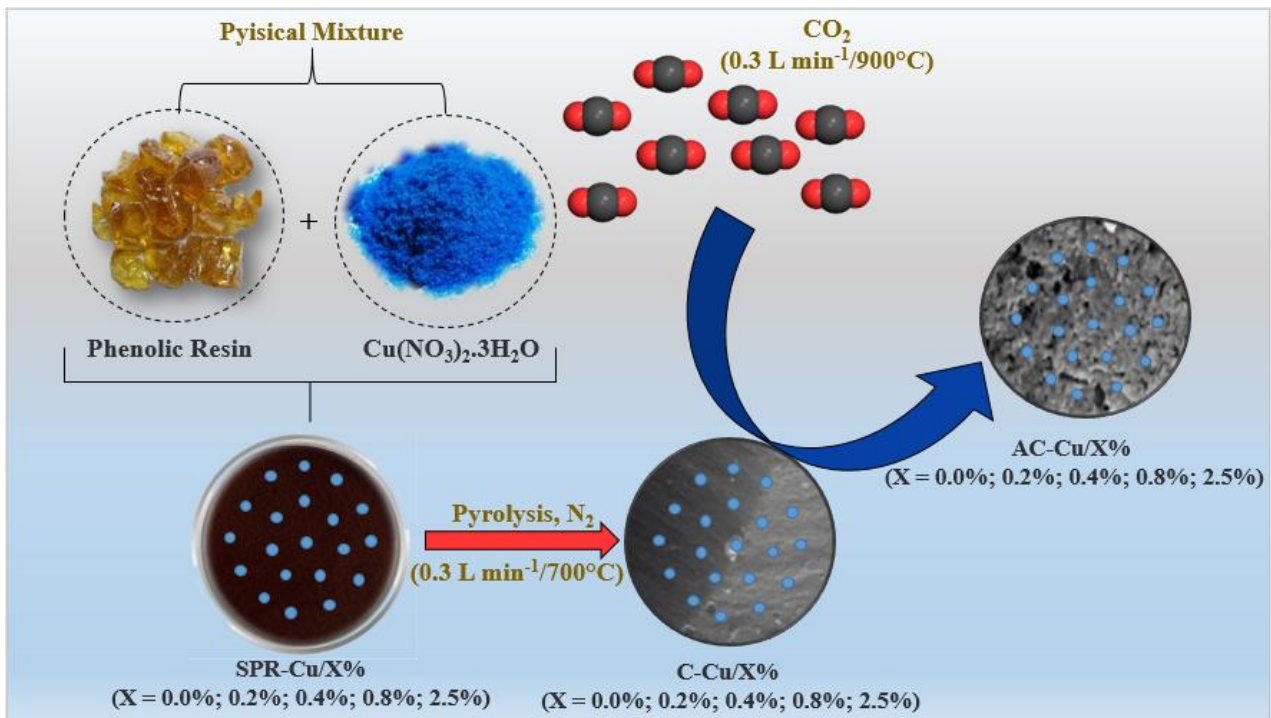 Pyisical Mixture
CO₂
(0.3 L min⁻¹/900°C)
+
Phenolic Resin
Cu(NO₃)₂.3H₂O
Pyrolysis, N₂
(0.3 L min⁻¹/700°C)
AC-Cu/X%
(X = 0.0%; 0.2%; 0.4%; 0.8%; 2.5%)
SPR-Cu/X%
(X = 0.0%; 0.2%; 0.4%; 0.8%; 2.5%)
C-Cu/X%
(X = 0.0%; 0.2%; 0.4%; 0.8%; 2.5%)